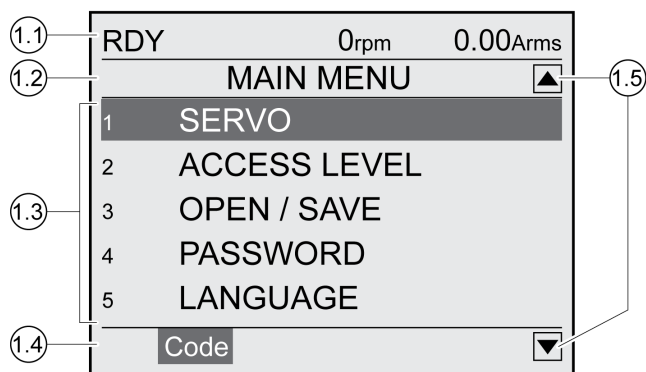 1.1 RDY 0rpm 0.00Arms
1.2 MAIN MENU ▲ 1.5
1 SERVO
2 ACCESS LEVEL
1.3 3 OPEN / SAVE
4 PASSWORD
5 LANGUAGE
1.4 Code ▼